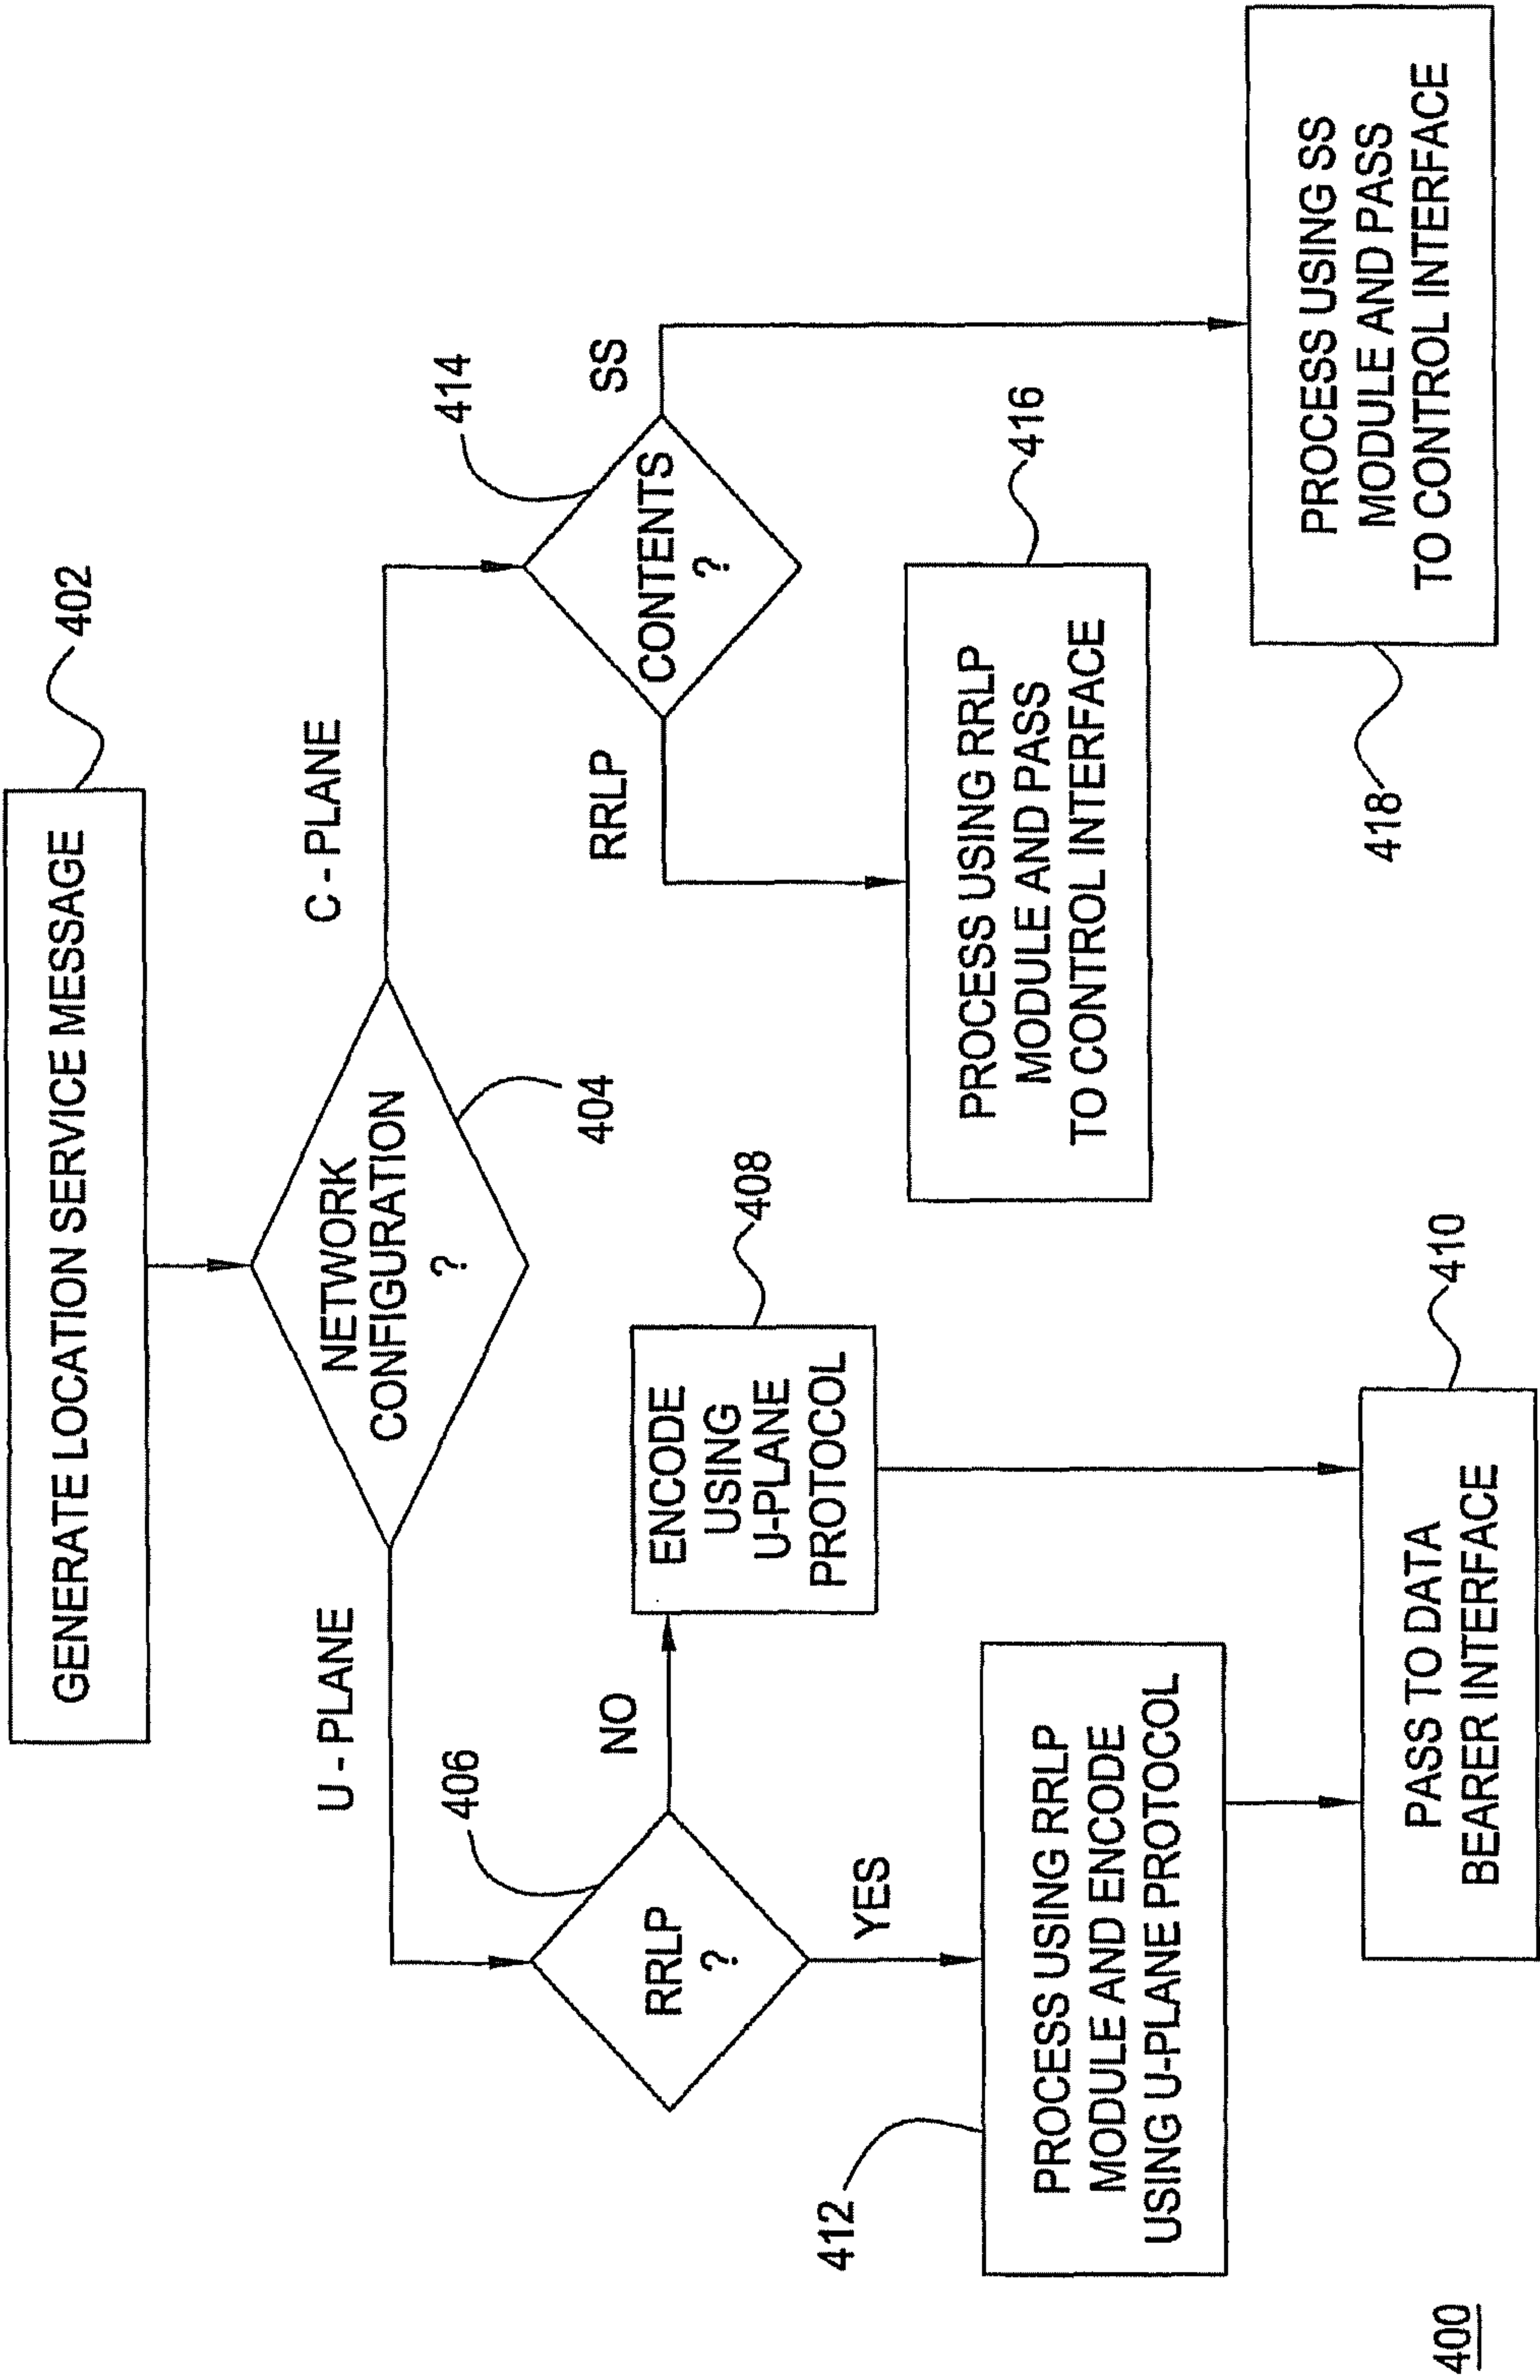 GENERATE LOCATION SERVICE MESSAGE
402
NETWORK
CONFIGURATION
?
404
U - PLANE
C - PLANE
RRLP
?
406
NO
YES
ENCODE
USING
U-PLANE
PROTOCOL
408
412
PROCESS USING RRLP
MODULE AND ENCODE
USING U-PLANE PROTOCOL
PASS TO DATA
BEARER INTERFACE
410
CONTENTS
?
414
RRLP
SS
PROCESS USING RRLP
MODULE AND PASS
TO CONTROL INTERFACE
416
PROCESS USING SS
MODULE AND PASS
TO CONTROL INTERFACE
418
400